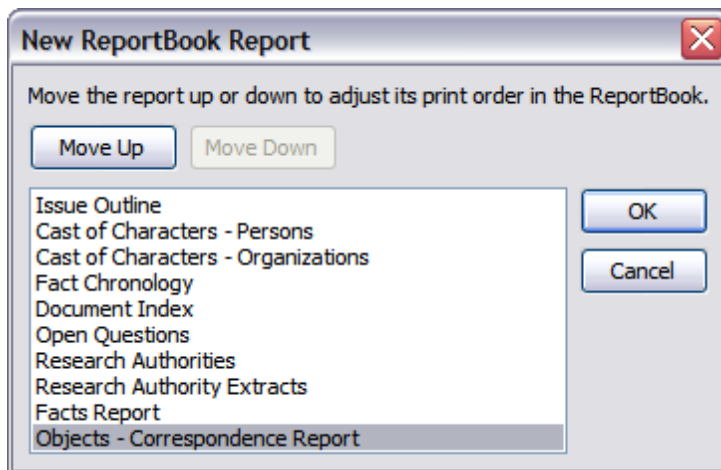 New ReportBook Report
Move the report up or down to adjust its print order in the ReportBook.
Move Up
Move Down
Issue Outline
Cast of Characters - Persons
Cast of Characters - Organizations
Fact Chronology
Document Index
Open Questions
Research Authorities
Research Authority Extracts
Facts Report
Objects - Correspondence Report
OK
Cancel